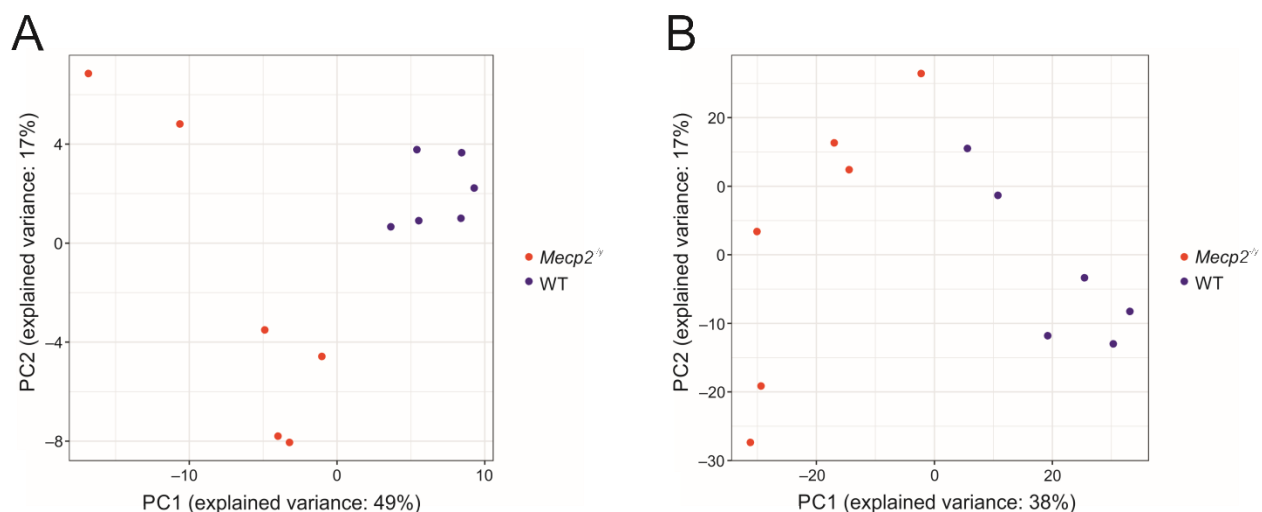 A
B
PC2 (explained variance: 17%)
4
0
–4
–8
–10
0
10
PC1 (explained variance: 49%)
Mecp2-/y
WT
PC2 (explained variance: 17%)
20
0
0
–10
–20
–30
–20
0
20
PC1 (explained variance: 38%)
Mecp2-/y
WT